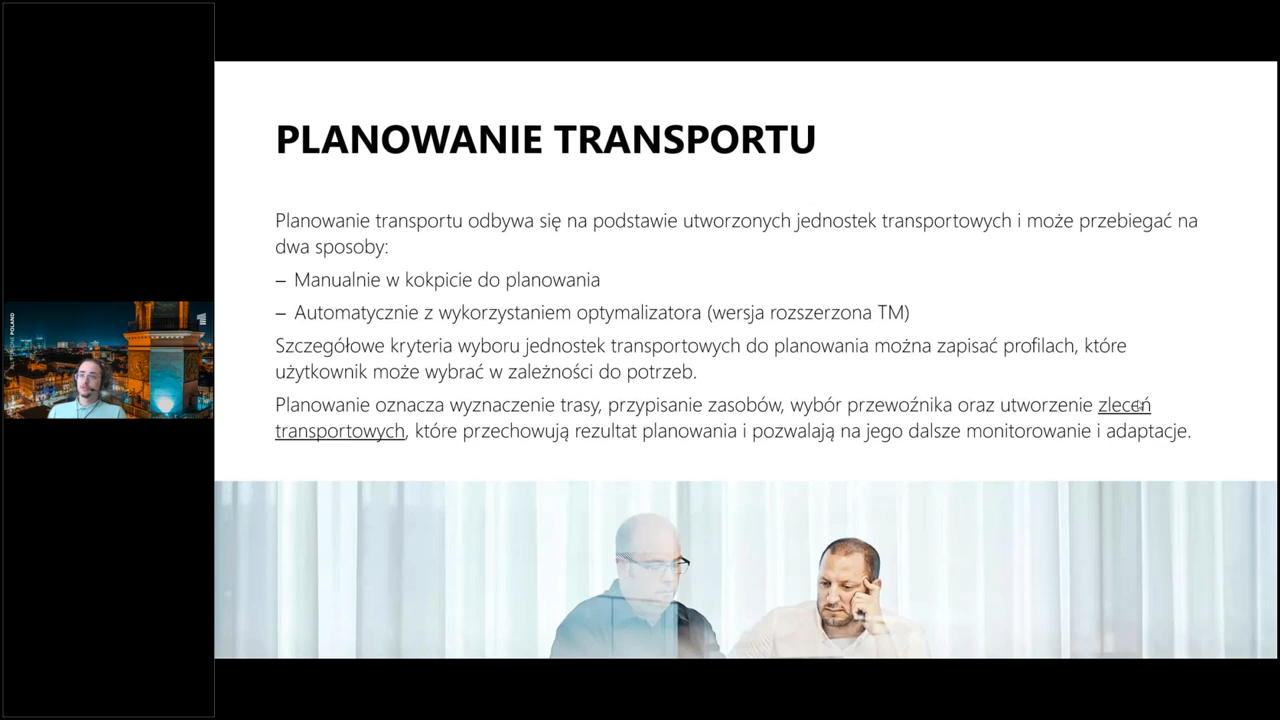 PLANOWANIE TRANSPORTU
Planowanie transportu odbywa się na podstawie utworzonych jednostek transportowych i może przebiegać na
dwa sposoby:
– Manualnie w kokpicie do planowania
– Automatycznie z wykorzystaniem optymalizatora (wersja rozszerzona TM)
Szczegółowe kryteria wyboru jednostek transportowych do planowania można zapisać profilach, które
użytkownik może wybrać w zależności do potrzeb.
Planowanie oznacza wyznaczenie trasy, przypisanie zasobów, wybór przewoźnika oraz utworzenie zleceń
transportowych, które przechowują rezultat planowania i pozwalają na jego dalsze monitorowanie i adaptacje.
POLAND